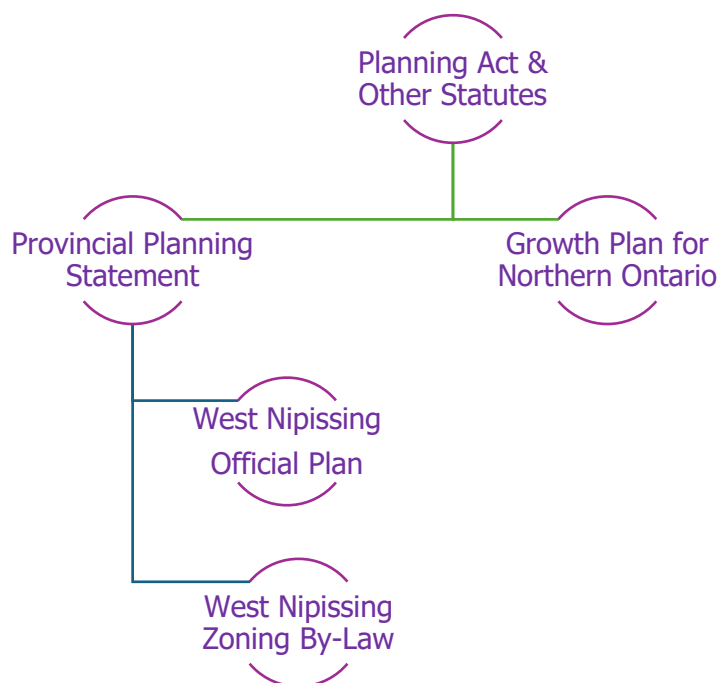 Planning Act &
Other Statutes
Provincial Planning
Statement
Growth Plan for
Northern Ontario
West Nipissing
Official Plan
West Nipissing
Zoning By-Law